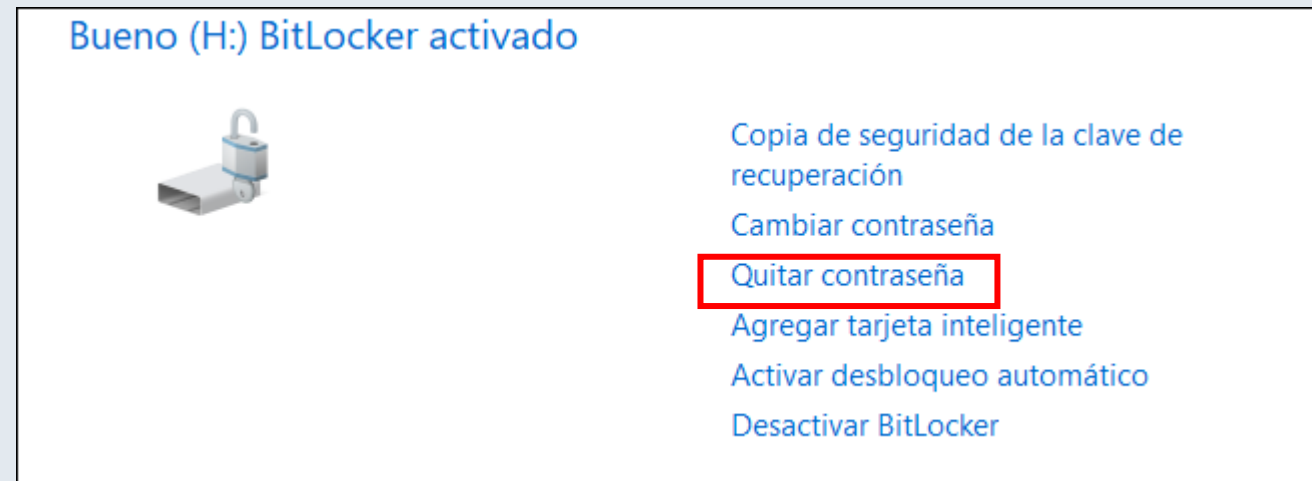 Bueno (H:) BitLocker activado
Copia de seguridad de la clave de
recuperación
Cambiar contraseña
Quitar contraseña
Agregar tarjeta inteligente
Activar desbloqueo automático
Desactivar BitLocker